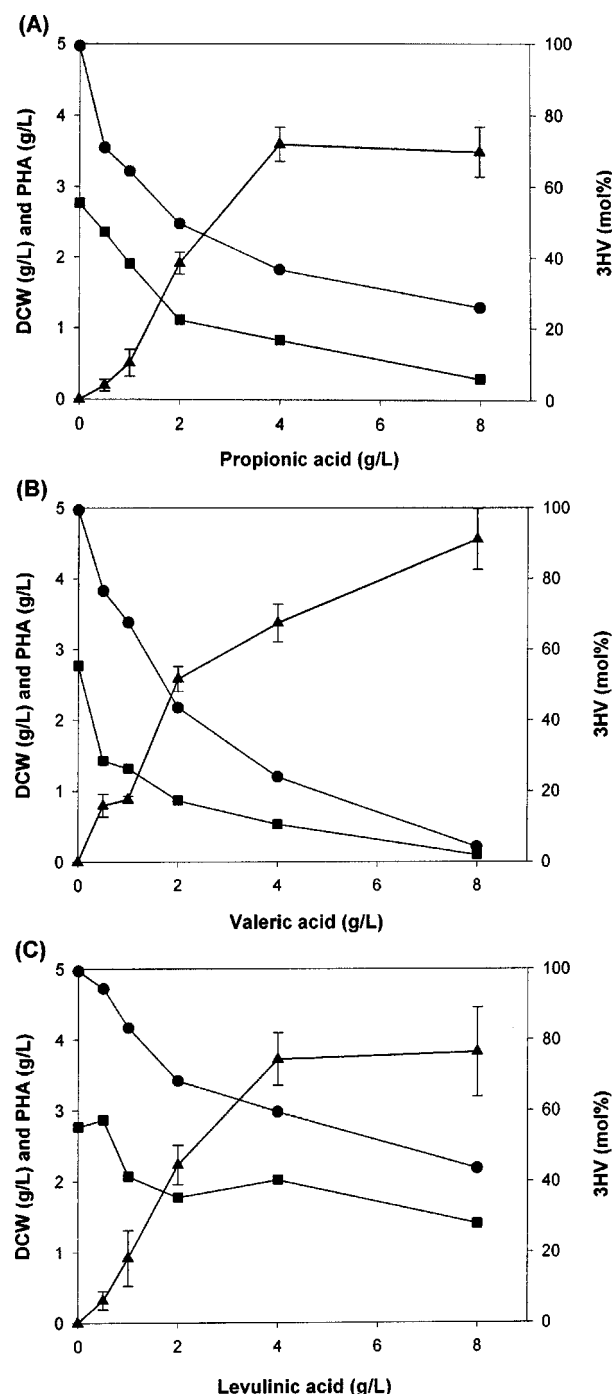 (A)
5
4
3
2
1
0
DCW (g/L) and PHA (g/L)
100
80
60
40
20
0
3HV (mol%)
0 2 4 6 8
Propionic acid (g/L)
(B)
5
4
3
2
1
0
DCW (g/L) and PHA (g/L)
100
80
60
40
20
0
3HV (mol%)
0 2 4 6 8
Valeric acid (g/L)
(C)
5
4
3
2
1
0
DCW (g/L) and PHA (g/L)
100
80
60
40
20
0
3HV (mol%)
0 2 4 6 8
Levulinic acid (g/L)